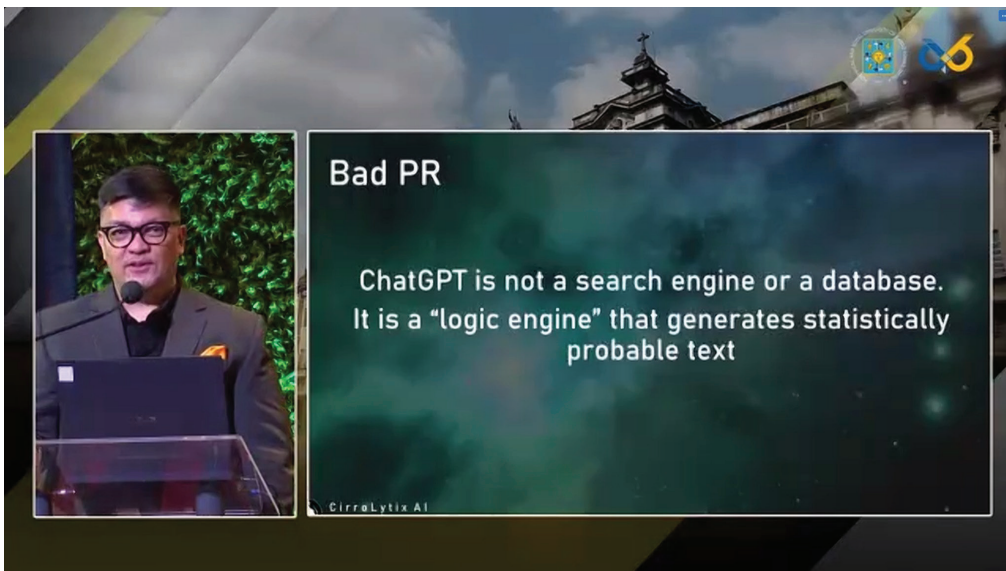 Bad PR
ChatGPT is not a search engine or a database.
It is a “logic engine” that generates statistically
probable text
CirroLytix AI